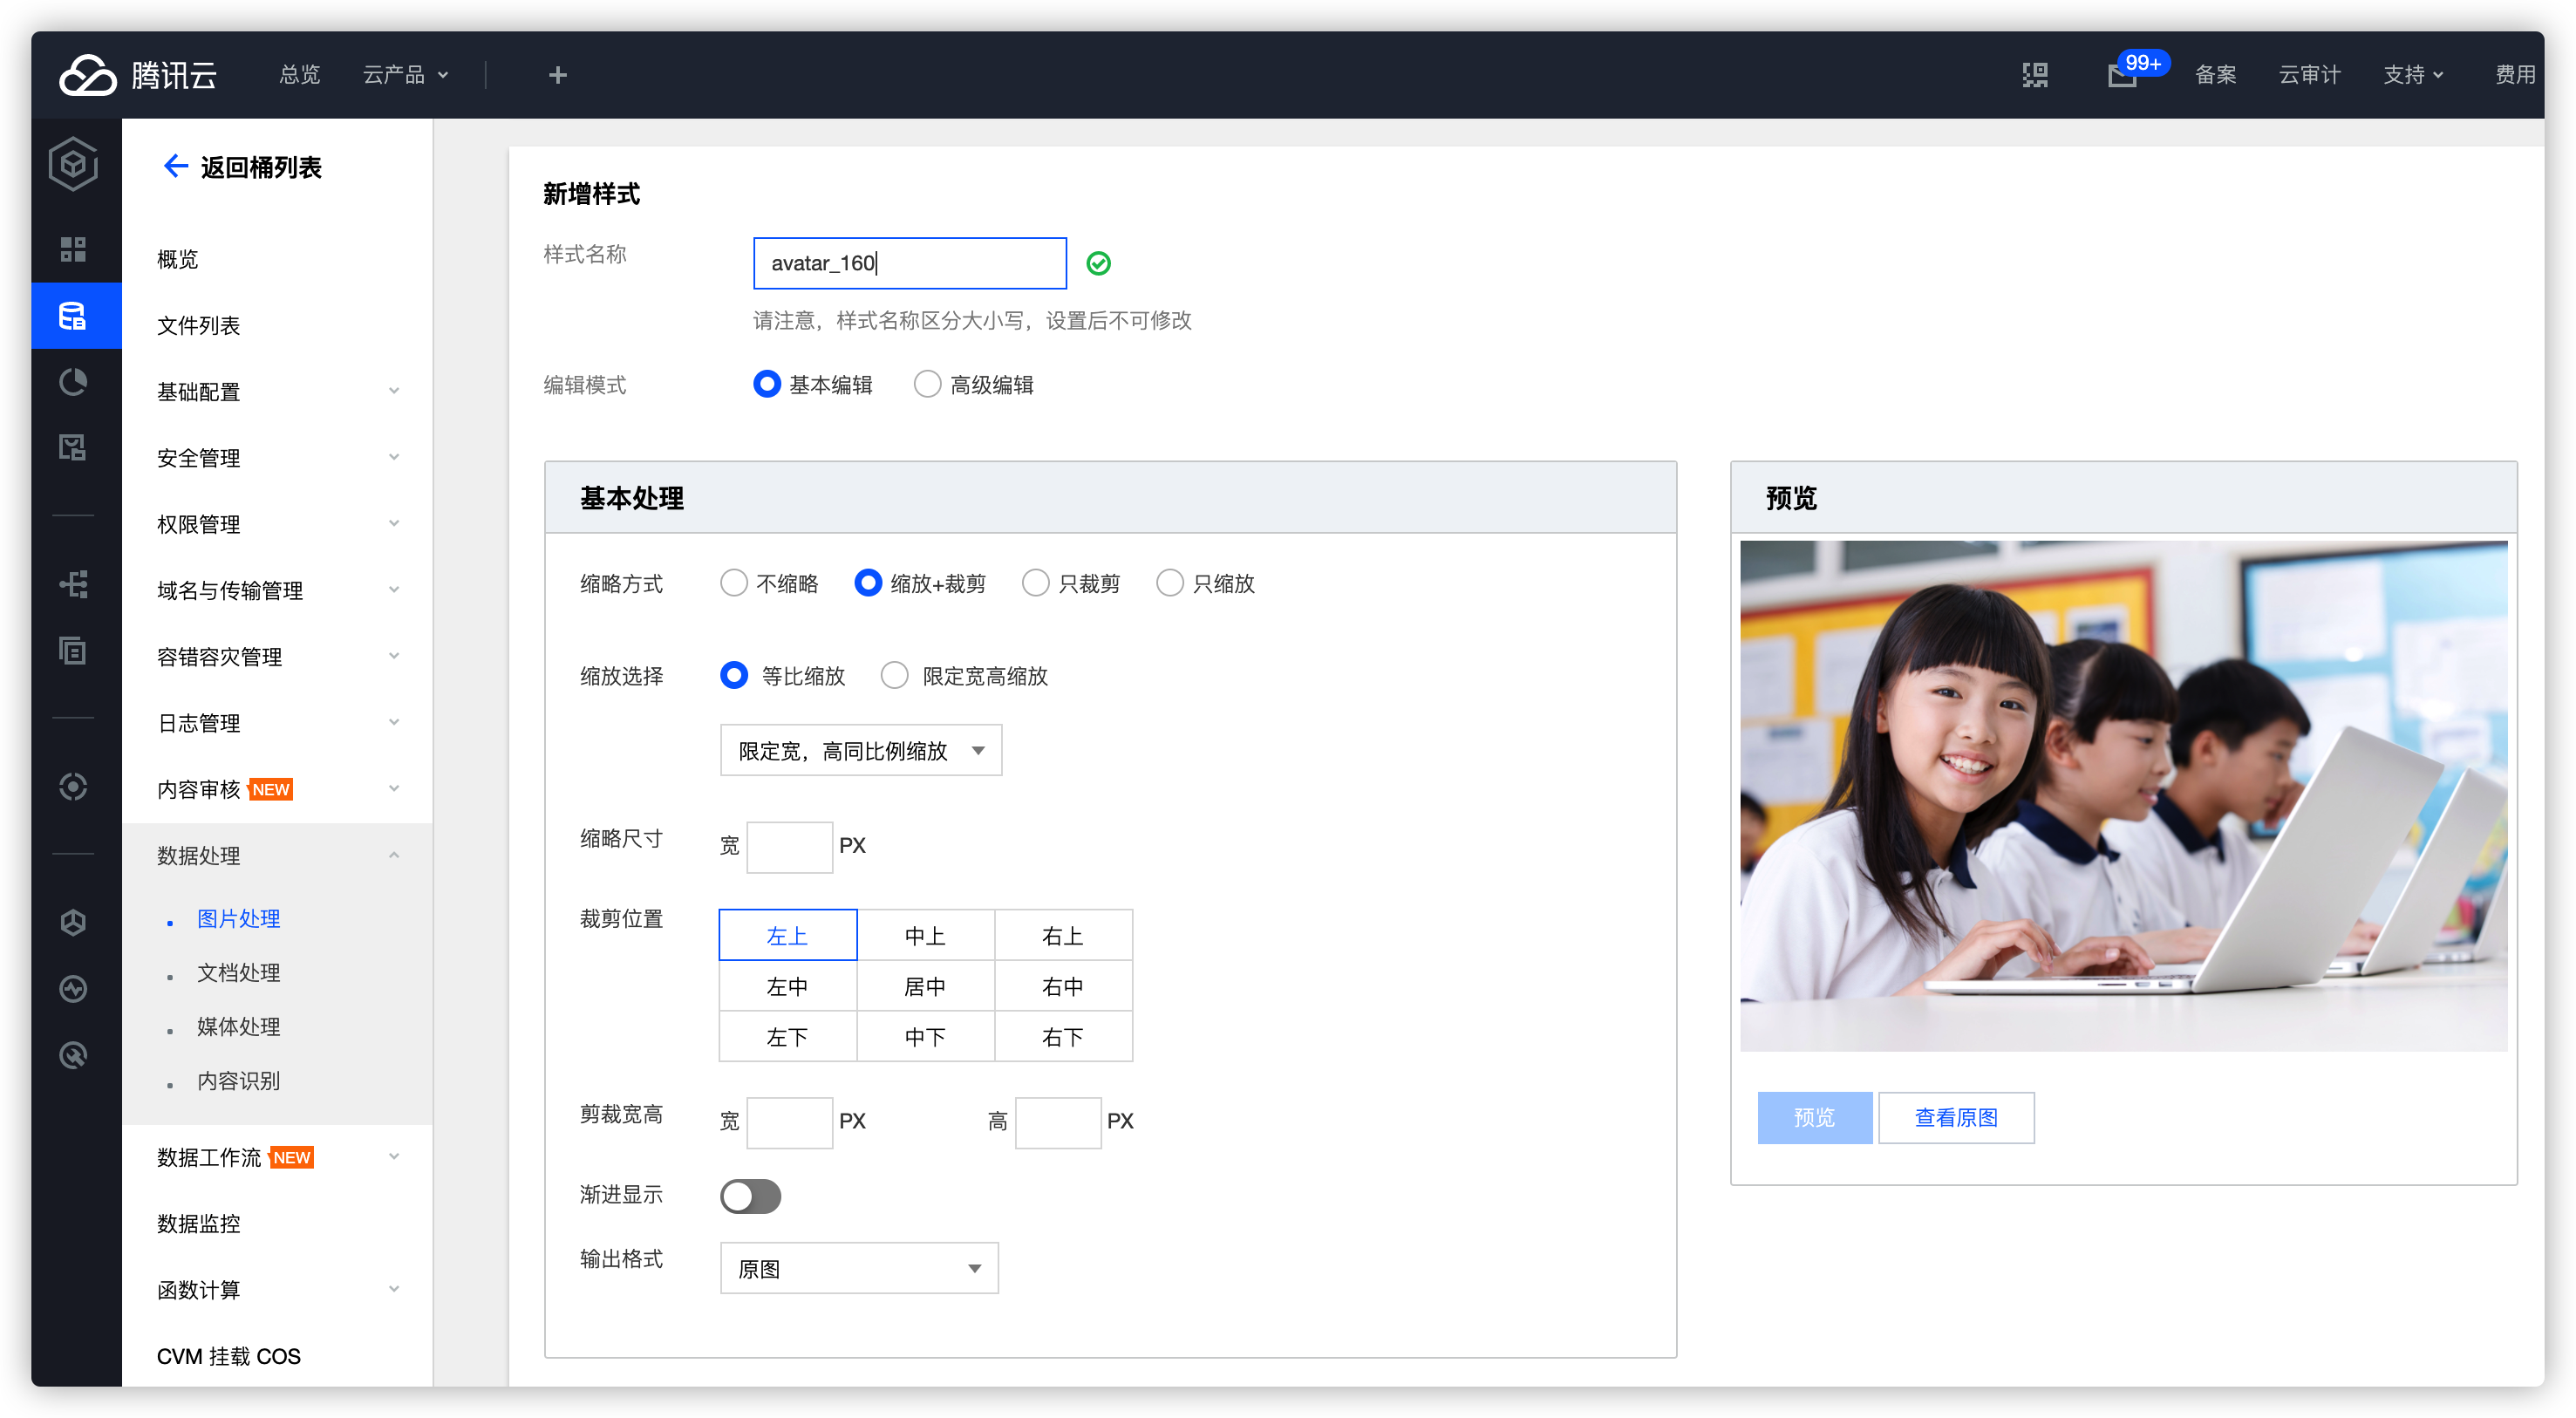 腾讯云 总览 云产品 + 99+ 备案 云审计 支持 费用
返回桶列表
概览
文件列表
基础配置
安全管理
权限管理
域名与传输管理
容错容灾管理
日志管理
内容审核 NEW
数据处理
图片处理
文档处理
媒体处理
内容识别
数据工作流 NEW
数据监控
函数计算
CVM 挂载 COS
新增样式
样式名称 avatar_160
请注意，样式名称区分大小写，设置后不可修改
编辑模式 基本编辑 高级编辑
基本处理
缩略方式 不缩略 缩放+裁剪 只裁剪 只缩放
缩放选择 等比缩放 限定宽高缩放
限定宽，高同比例缩放
缩略尺寸 宽 PX
裁剪位置 左上 中上 右上
左中 居中 右中
左下 中下 右下
剪裁宽高 宽 PX 高 PX
渐进显示
输出格式 原图
预览
预览 查看原图